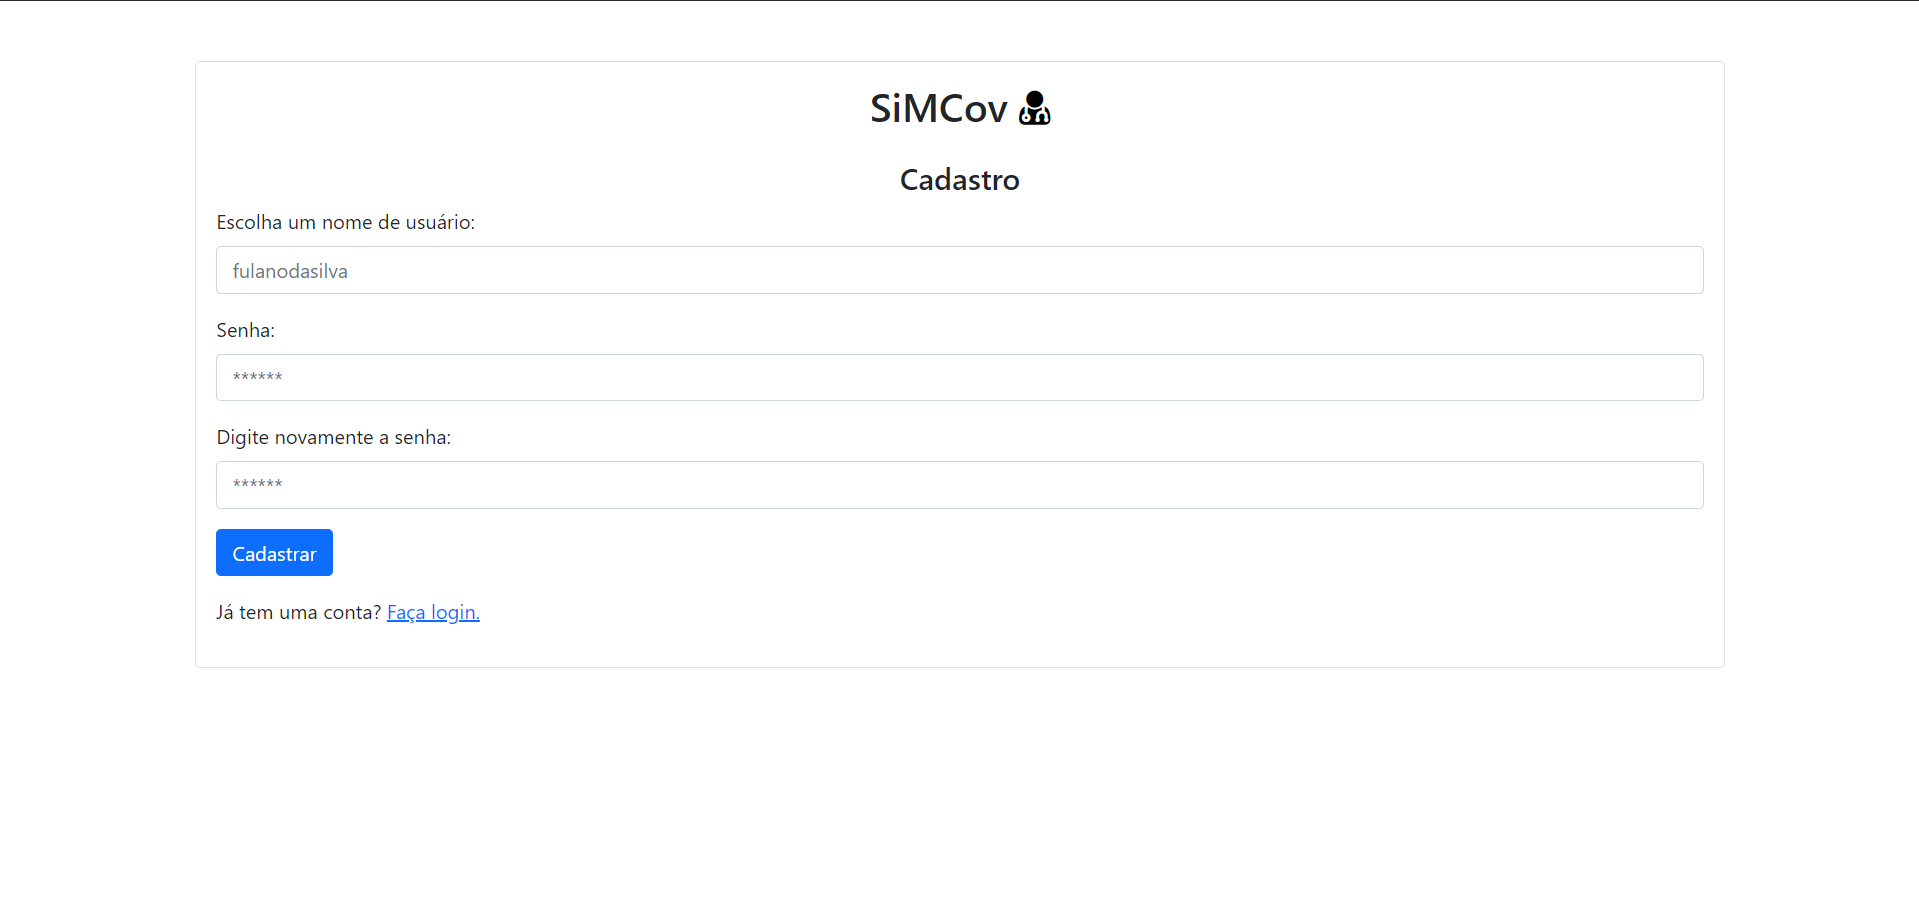 SiMCov
Cadastro
Escolha um nome de usuário:
fulanodasilva
Senha:
******
Digite novamente a senha:
******
Cadastrar
Já tem uma conta? Faça login.